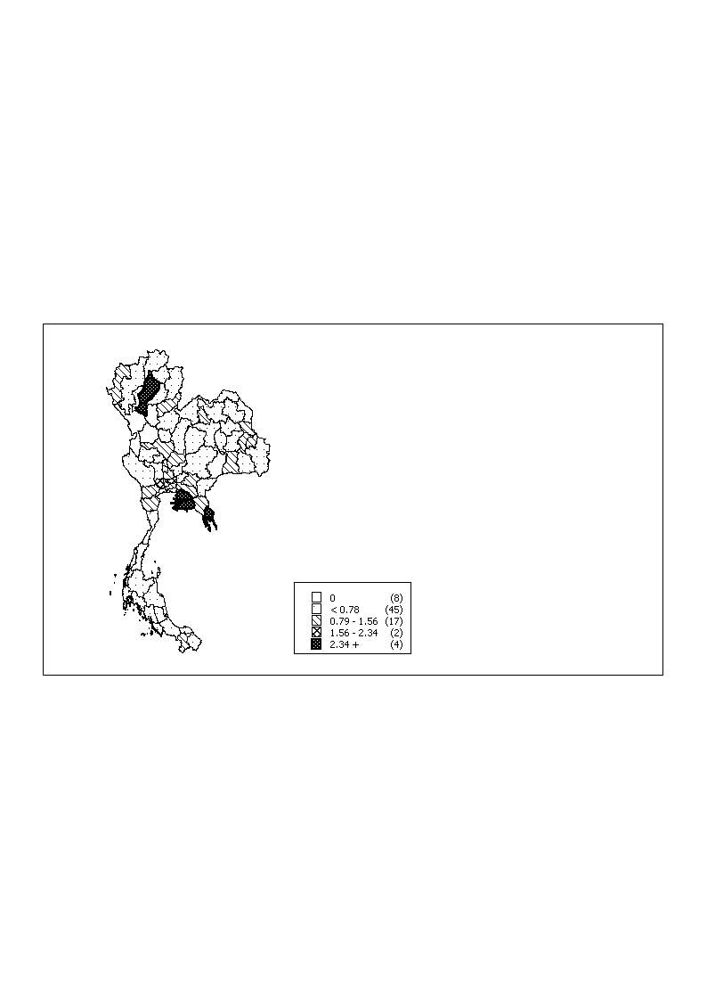 0 (8)
< 0.78 (45)
0.79 - 1.56 (17)
1.56 - 2.34 (2)
2.34 + (4)